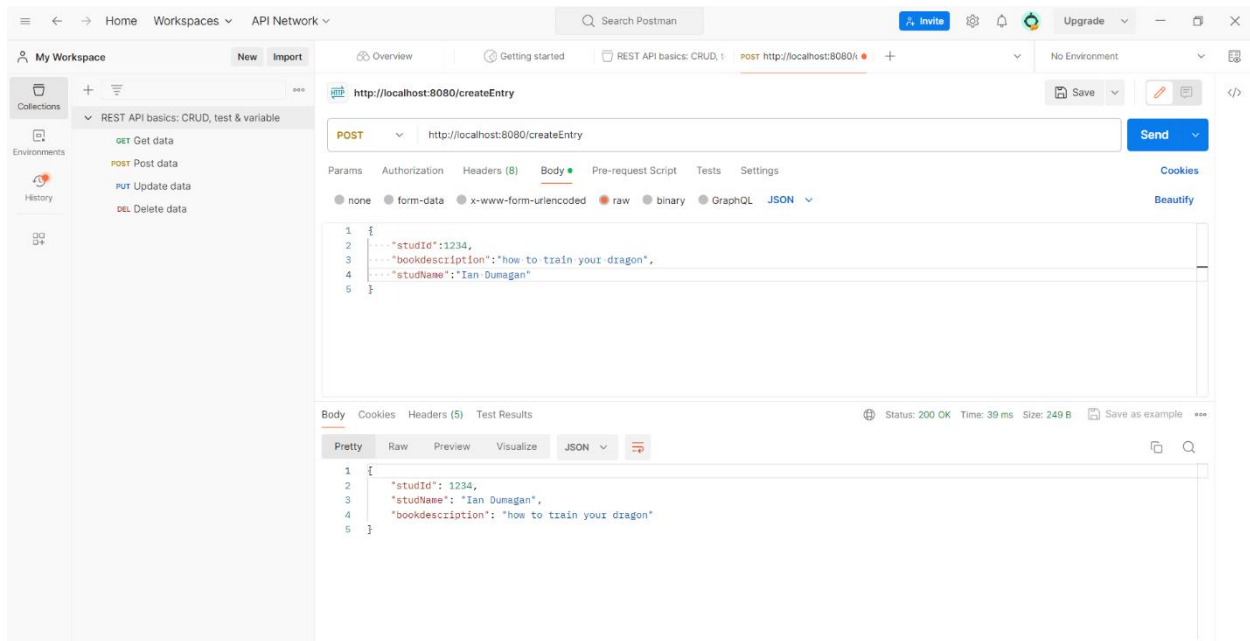 Home Workspaces API Network Search Postman Invite Upgrade
My Workspace New Import Overview Getting started REST API basics: CRUD, t POST http://localhost:8080/c No Environment
Collections
Environments
History
REST API basics: CRUD, test & variable
GET Get data
POST Post data
PUT Update data
DEL Delete data
HTTP http://localhost:8080/createEntry Save
POST http://localhost:8080/createEntry Send
Params Authorization Headers (8) Body Pre-request Script Tests Settings Cookies
none form-data x-www-form-urlencoded raw binary GraphQL JSON Beautify
1 {
2 "studId":1234,
3 "bookdescription":"how to train your dragon",
4 "studName":"Ian Dumagan"
5 }
Body Cookies Headers (5) Test Results Status: 200 OK Time: 39 ms Size: 249 B Save as example
Pretty Raw Preview Visualize JSON
1 {
2 "studId": 1234,
3 "studName": "Ian Dumagan",
4 "bookdescription": "how to train your dragon"
5 }